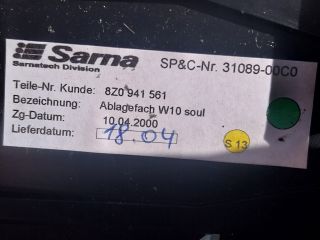 Sarna SP&C-Nr. 31089-00C0
Sarnatech Division
Teile-Nr. Kunde: 8Z0 941 561
Bezeichnung: Ablagefach W10 soul
Zg-Datum: 10.04.2000
Lieferdatum: 18.04
S 13